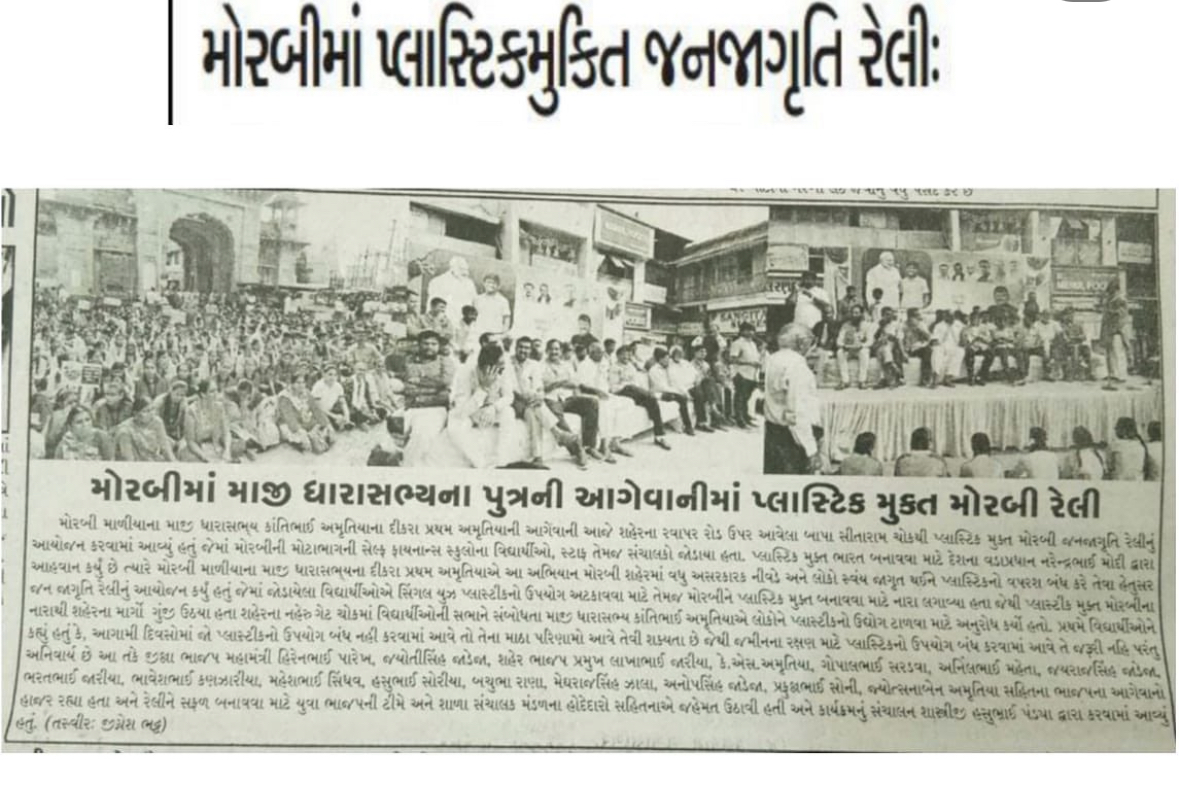 મોરબીમાં પ્લાસ્ટિકમુકિત જનજાગૃતિ રેલીઃ
મોરબીમાં માજી ધારાસભ્યના પુત્રની આગેવાનીમાં પ્લાસ્ટિક મુકત મોરબી રેલી
મોરબી માળીયાના માજી ધારાસભ્ય કાંતિભાઈ અમૃતિયાના દીકરા પ્રથમ અમૃતિયાની આગેવાની આજે શહેરના રવાપર રોડ ઉપર આવેલા બાપા સીતારામ ચોકથી પ્લાસ્ટિક મુકત મોરબી જનજાગૃતિ રેલીનું
આયોજન કરવામાં આવ્યું હતું જેમાં મોરબીની મોટાભાગની સેલ્ફ ફાયનાન્સ સ્કુલોના વિદ્યાર્થીઓ, સ્ટાફ તેમજ સંચાલકો જોડાયા હતા. પ્લાસ્ટિક મુકત ભારત બનાવવા માટે દેશના વડાપ્રધાન નરેન્દ્રભાઈ મોદી દ્વારા
આહવાન કર્યું છે ત્યારે મોરબી માળીયાના માજી ધારાસભ્યના દીકરા પ્રથમ અમૃતિયાએ આ અભિયાન મોરબી શહેરમાં વધુ અસરકારક નીવડે અને લોકો સ્વંય જાગૃત થઈને પ્લાસ્ટિકનો વપરાશ બંધ કરે તેવા હેતુસર
જન જાગૃતિ રેલીનું આયોજન કર્યું હતું જેમાં જોડાયેલા વિદ્યાર્થીઓએ સિંગલ યુઝ પ્લાસ્ટીકનો ઉપયોગ અટકાવવા માટે તેમજ મોરબીને પ્લાસ્ટિક મુકત બનાવવા માટે નારા લગાવ્યા હતા જેથી પ્લાસ્ટીક મુકત મોરબીના
નારાથી શહેરના માર્ગો ગુંજી ઉઠયા હતા શહેરના નહેરુ ગેટ ચોકમાં વિદ્યાર્થીઓની સભાને સંબોધતા માજી ધારાસભ્ય કાંતિભાઈ અમૃતિયાએ લોકોને પ્લાસ્ટીકનો ઉયોગ ટાળવા માટે અનુરોધ કર્યો હતો. પ્રથમે વિદ્યાર્થીઓને
કહ્યું હતું કે, આગામી દિવસોમાં જો પ્લાસ્ટીકનો ઉપયોગ બંધ નહી કરવામાં આવે તો તેના માઠા પરિણામો આવે તેવી શક્યતા છે જેથી જમીનના રક્ષણ માટે પ્લાસ્ટિકનો ઉપયોગ બંધ કરવામાં આવે તે જરૂરી નહિ પરંતુ
અનિવાર્ય છે આ તકે જીલ્લા ભાજપ મહામંત્રી હિરેનભાઈ પારેખ, જયોતીસિંહ જાડેજા, શહેર ભાજપ પ્રમુખ લાખાભાઈ જારીયા, કે.એસ.અમૃતિયા, ગોપાલભાઈ સરડવા, અનિલભાઈ મહેતા, જયરાજસિંહ જાડેજા,
ભરતભાઈ જારીયા, ભાવેશભાઈ કણઝારીયા, મહેશભાઈ સિંધવ, હસુભાઈ સોરીયા, બચુભા રાણા, મેઘરાજસિંહ ઝાલા, અનોપસિંહ જાડેજા, પ્રફુલ્લભાઈ સોની, જ્યોત્સનાબેન અમૃતિયા સહિતના ભાજપના આગેવાનો
હાજર રહ્યા હતા અને રેલીને સફળ બનાવવા માટે યુવા ભાજપની ટીમે અને શાળા સંચાલક મંડળના હોદેદારો સહિતનાએ જહેમત ઉઠાવી હતી અને કાર્યક્રમનું સંચાલન શાસ્ત્રીજી હસુભાઈ પંડયા દ્વારા કરવામાં આવ્યું
હતું. (તસ્વીરઃ જીજ્ઞેશ ભટ્ટ)